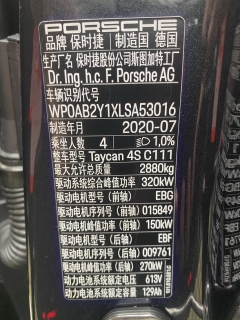 PORSCHE
品牌 保时捷 制造国 德国
生产厂名 保时捷股份公司斯图加特工厂
Dr. Ing. h.c. F. Porsche AG
车辆识别代号
WP0AB2Y1XLSA53016
制造年月 2020-07
乘坐人数 4 1,0%
整车型号 Taycan 4S C111
最大允许总质量 2880kg
驱动系统综合峰值功率 320kW
驱动电机型号(前轴) EBG
驱动电机序列号(前轴) 015849
驱动电机峰值功率(前轴) 150kW
驱动电机型号(后轴) EBF
驱动电机序列号(后轴) 009761
驱动电机峰值功率(后轴) 270kW
动力电池系统额定电压 613V
动力电池系统额定容量 129Ah